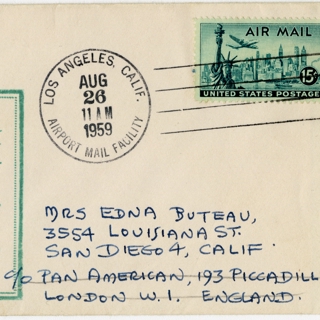 AIR MAIL
15¢
UNITED STATES POSTAGE
LOS ANGELES, CALIF.
AUG
26
11 AM
1959
AIRPORT MAIL FACILITY
MRS EDNA BUTEAU,
3554 LOUISIANA ST.
SAN DIEGO 4, CALIF
c/o PAN AMERICAN, 193 PICCADILL
LONDON W.1. ENGLAND.